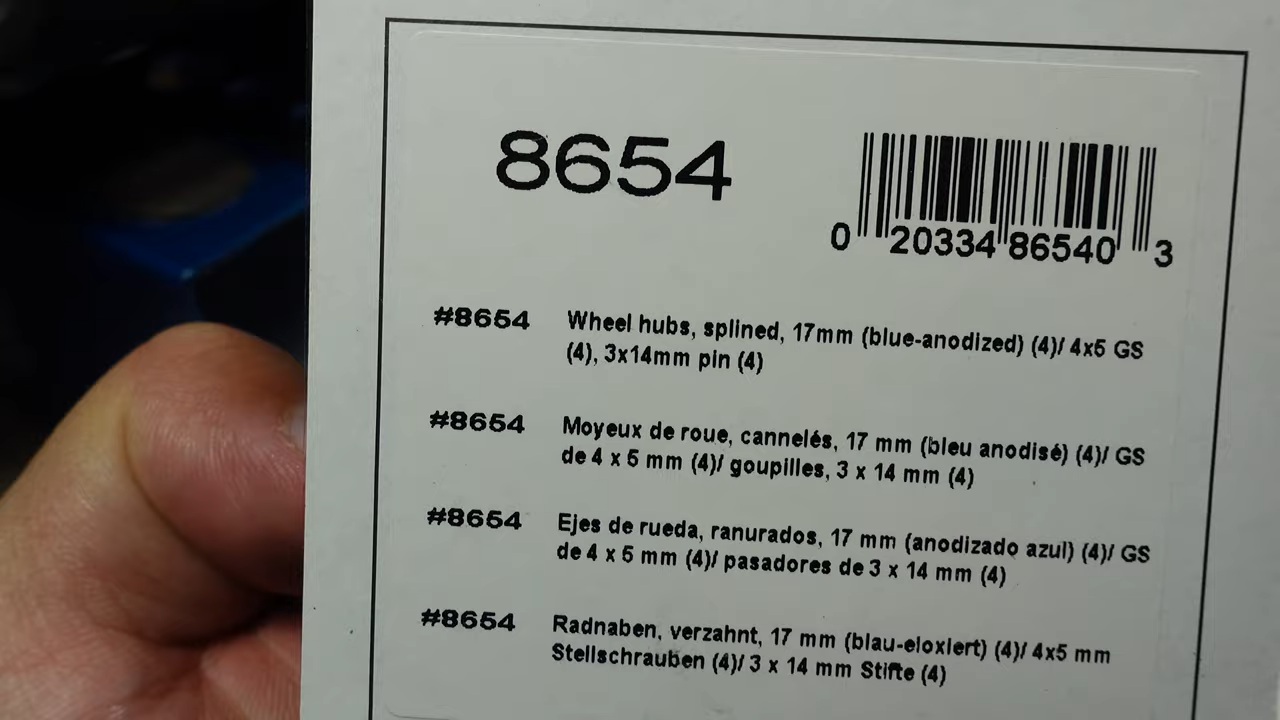 8654
0 20334 86540 3
#8654 Wheel hubs, splined, 17mm (blue-anodized) (4)/ 4x5 GS
(4), 3x14mm pin (4)
#8654 Moyeux de roue, cannelés, 17 mm (bleu anodisé) (4)/ GS
de 4 x 5 mm (4)/ goupilles, 3 x 14 mm (4)
#8654 Ejes de rueda, ranurados, 17 mm (anodizado azul) (4)/ GS
de 4 x 5 mm (4)/ pasadores de 3 x 14 mm (4)
#8654 Radnaben, verzahnt, 17 mm (blau-eloxiert) (4)/ 4x5 mm
Stellschrauben (4)/ 3 x 14 mm Stifte (4)